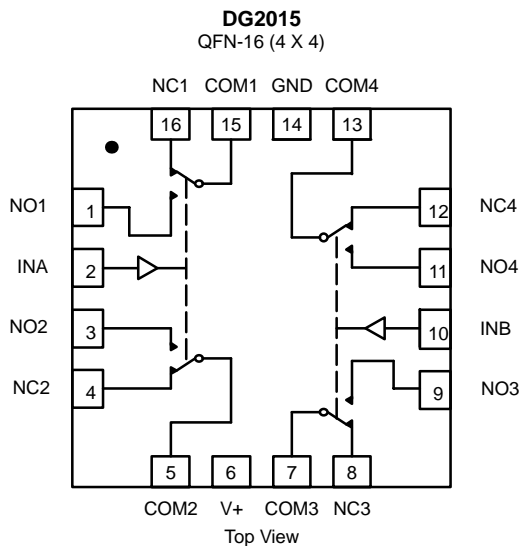 DG2015
QFN-16 (4 X 4)
NC1 COM1 GND COM4
16 15 14 13
NO1 1 12 NC4
INA 2 11 NO4
NO2 3 10 INB
NC2 4 9 NO3
5 6 7 8
COM2 V+ COM3 NC3
Top View